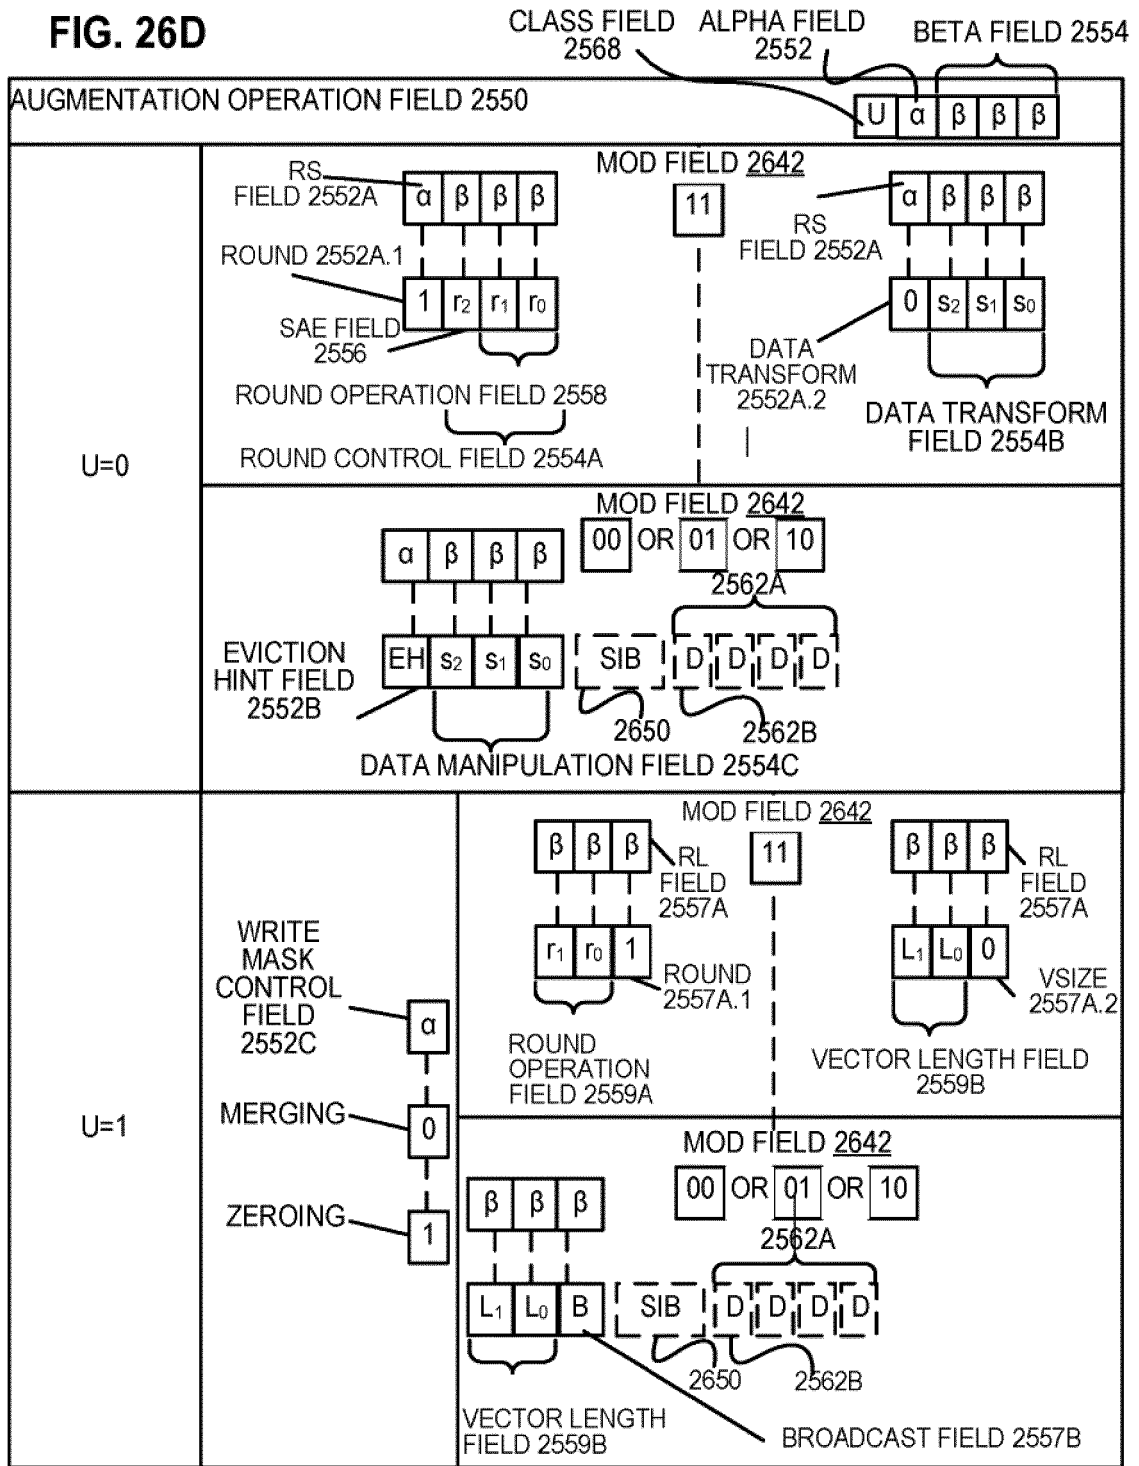 FIG. 26D
CLASS FIELD 2568
ALPHA FIELD 2552
BETA FIELD 2554
AUGMENTATION OPERATION FIELD 2550
U α β β β
U=0
MOD FIELD 2642
11
RS FIELD 2552A
α β β β
ROUND 2552A.1
1 r2 r1 r0
SAE FIELD 2556
ROUND OPERATION FIELD 2558
ROUND CONTROL FIELD 2554A
α β β β
RS FIELD 2552A
0 s2 s1 s0
DATA TRANSFORM 2552A.2
DATA TRANSFORM FIELD 2554B
MOD FIELD 2642
00 OR 01 OR 10
α β β β
2562A
EVICTION HINT FIELD 2552B
EH s2 s1 s0 SIB D D D D
2650
2562B
DATA MANIPULATION FIELD 2554C
U=1
WRITE MASK CONTROL FIELD 2552C
α
MERGING
0
ZEROING
1
MOD FIELD 2642
11
β β β
RL FIELD 2557A
r1 r0 1
ROUND 2557A.1
ROUND OPERATION FIELD 2559A
β β β
RL FIELD 2557A
L1 L0 0
VSIZE 2557A.2
VECTOR LENGTH FIELD 2559B
MOD FIELD 2642
00 OR 01 OR 10
β β β
2562A
L1 L0 B SIB D D D D
2650
2562B
VECTOR LENGTH FIELD 2559B
BROADCAST FIELD 2557B